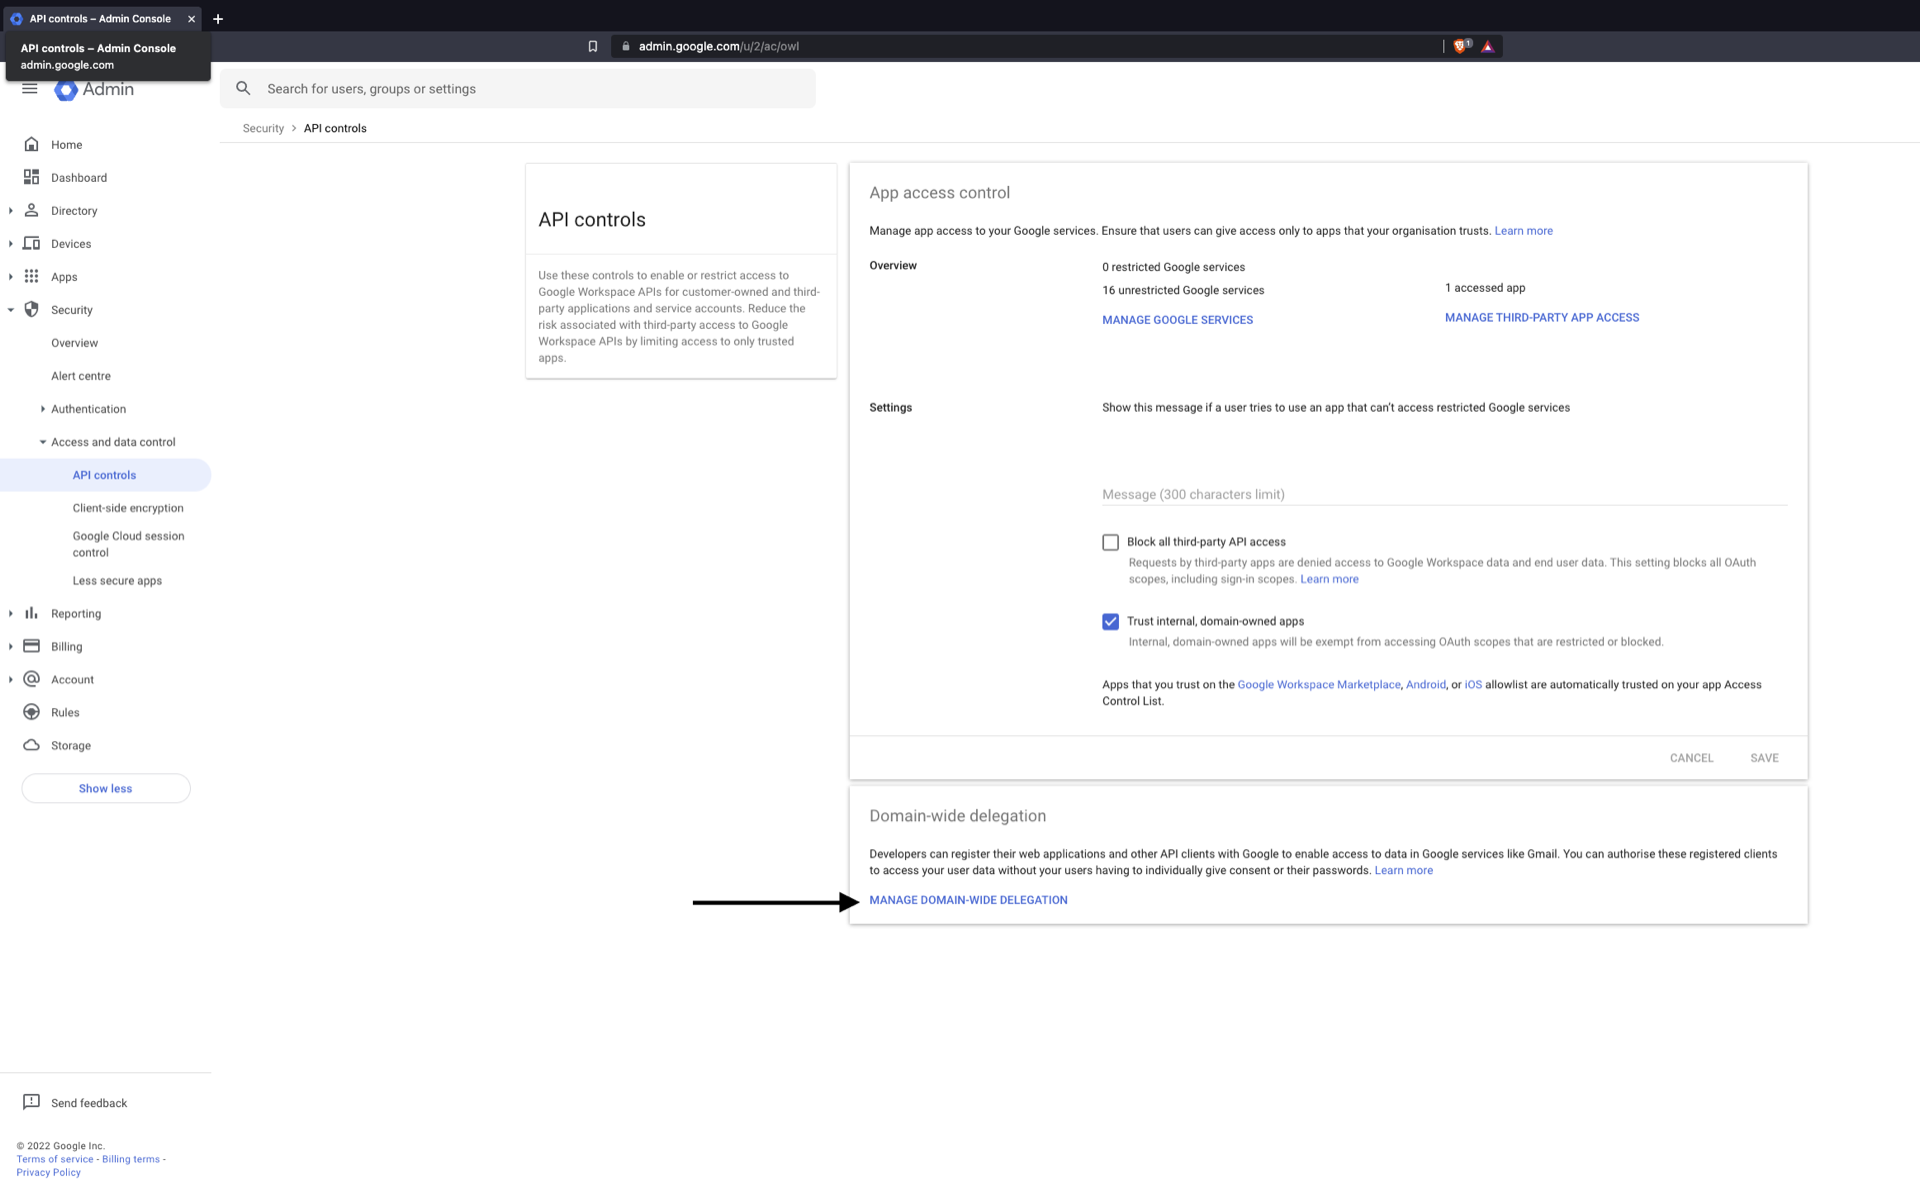 API controls – Admin Console
API controls – Admin Console
admin.google.com
admin.google.com/u/2/ac/owl
1
Admin
Search for users, groups or settings
Security > API controls
Home
Dashboard
Directory
Devices
Apps
Security
Overview
Alert centre
Authentication
Access and data control
API controls
Client-side encryption
Google Cloud session
control
Less secure apps
Reporting
Billing
Account
Rules
Storage
Show less
Send feedback
© 2022 Google Inc.
Terms of service - Billing terms -
Privacy Policy
API controls
Use these controls to enable or restrict access to
Google Workspace APIs for customer-owned and third-
party applications and service accounts. Reduce the
risk associated with third-party access to Google
Workspace APIs by limiting access to only trusted
apps.
App access control
Manage app access to your Google services. Ensure that users can give access only to apps that your organisation trusts. Learn more
Overview
0 restricted Google services
16 unrestricted Google services
MANAGE GOOGLE SERVICES
1 accessed app
MANAGE THIRD-PARTY APP ACCESS
Settings
Show this message if a user tries to use an app that can't access restricted Google services
Message (300 characters limit)
Block all third-party API access
Requests by third-party apps are denied access to Google Workspace data and end user data. This setting blocks all OAuth
scopes, including sign-in scopes. Learn more
Trust internal, domain-owned apps
Internal, domain-owned apps will be exempt from accessing OAuth scopes that are restricted or blocked.
Apps that you trust on the Google Workspace Marketplace, Android, or iOS allowlist are automatically trusted on your app Access
Control List.
CANCEL
SAVE
Domain-wide delegation
Developers can register their web applications and other API clients with Google to enable access to data in Google services like Gmail. You can authorise these registered clients
to access your user data without your users having to individually give consent or their passwords. Learn more
MANAGE DOMAIN-WIDE DELEGATION